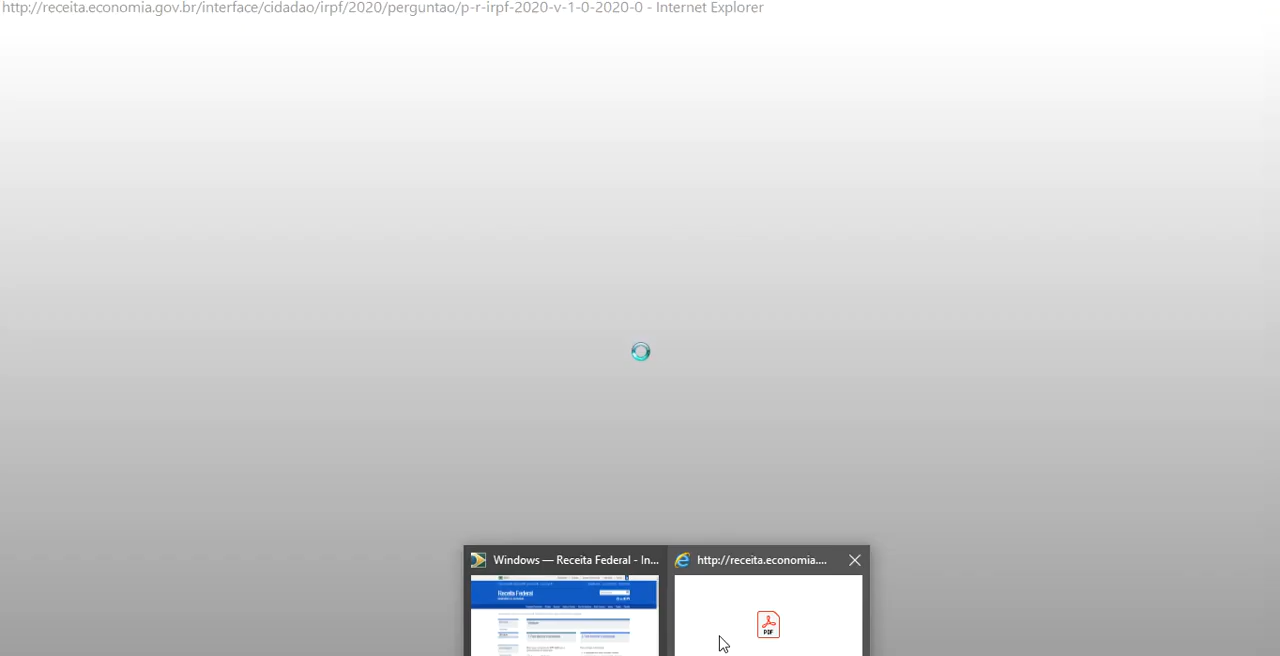 http://receita.economia.gov.br/interface/cidadao/irpf/2020/perguntao/p-r-irpf-2020-v-1-0-2020-0 - Internet Explorer
Windows — Receita Federal - In...
http://receita.economia....
Receita Federal
PDF